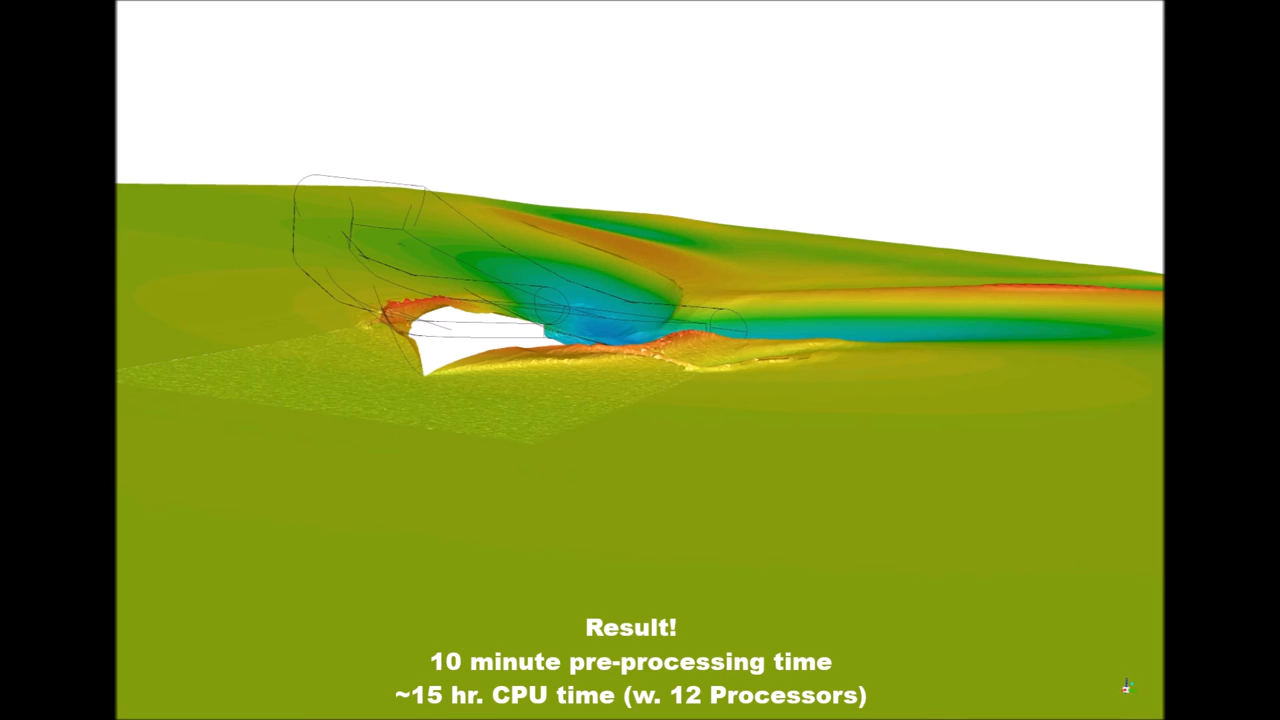 Result!
10 minute pre-processing time
~15 hr. CPU time (w. 12 Processors)